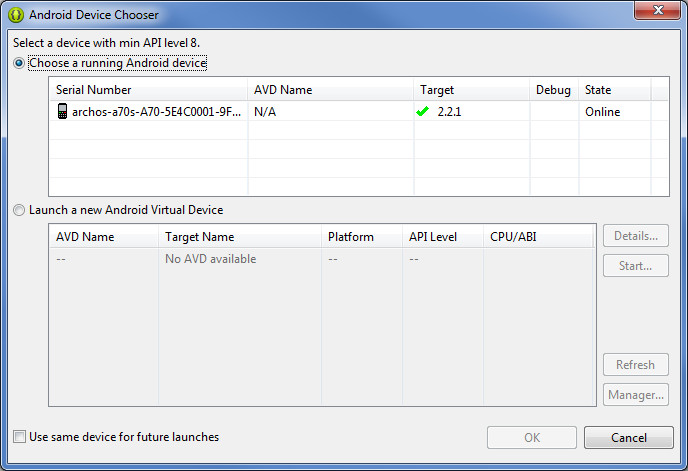 Android Device Chooser
Select a device with min API level 8.
Choose a running Android device
Serial Number AVD Name Target Debug State
archos-a70s-A70-5E4C0001-9F... N/A 2.2.1 Online
Launch a new Android Virtual Device
AVD Name Target Name Platform API Level CPU/ABI
-- No AVD available -- --
Details...
Start...
Refresh
Manager...
Use same device for future launches
OK Cancel